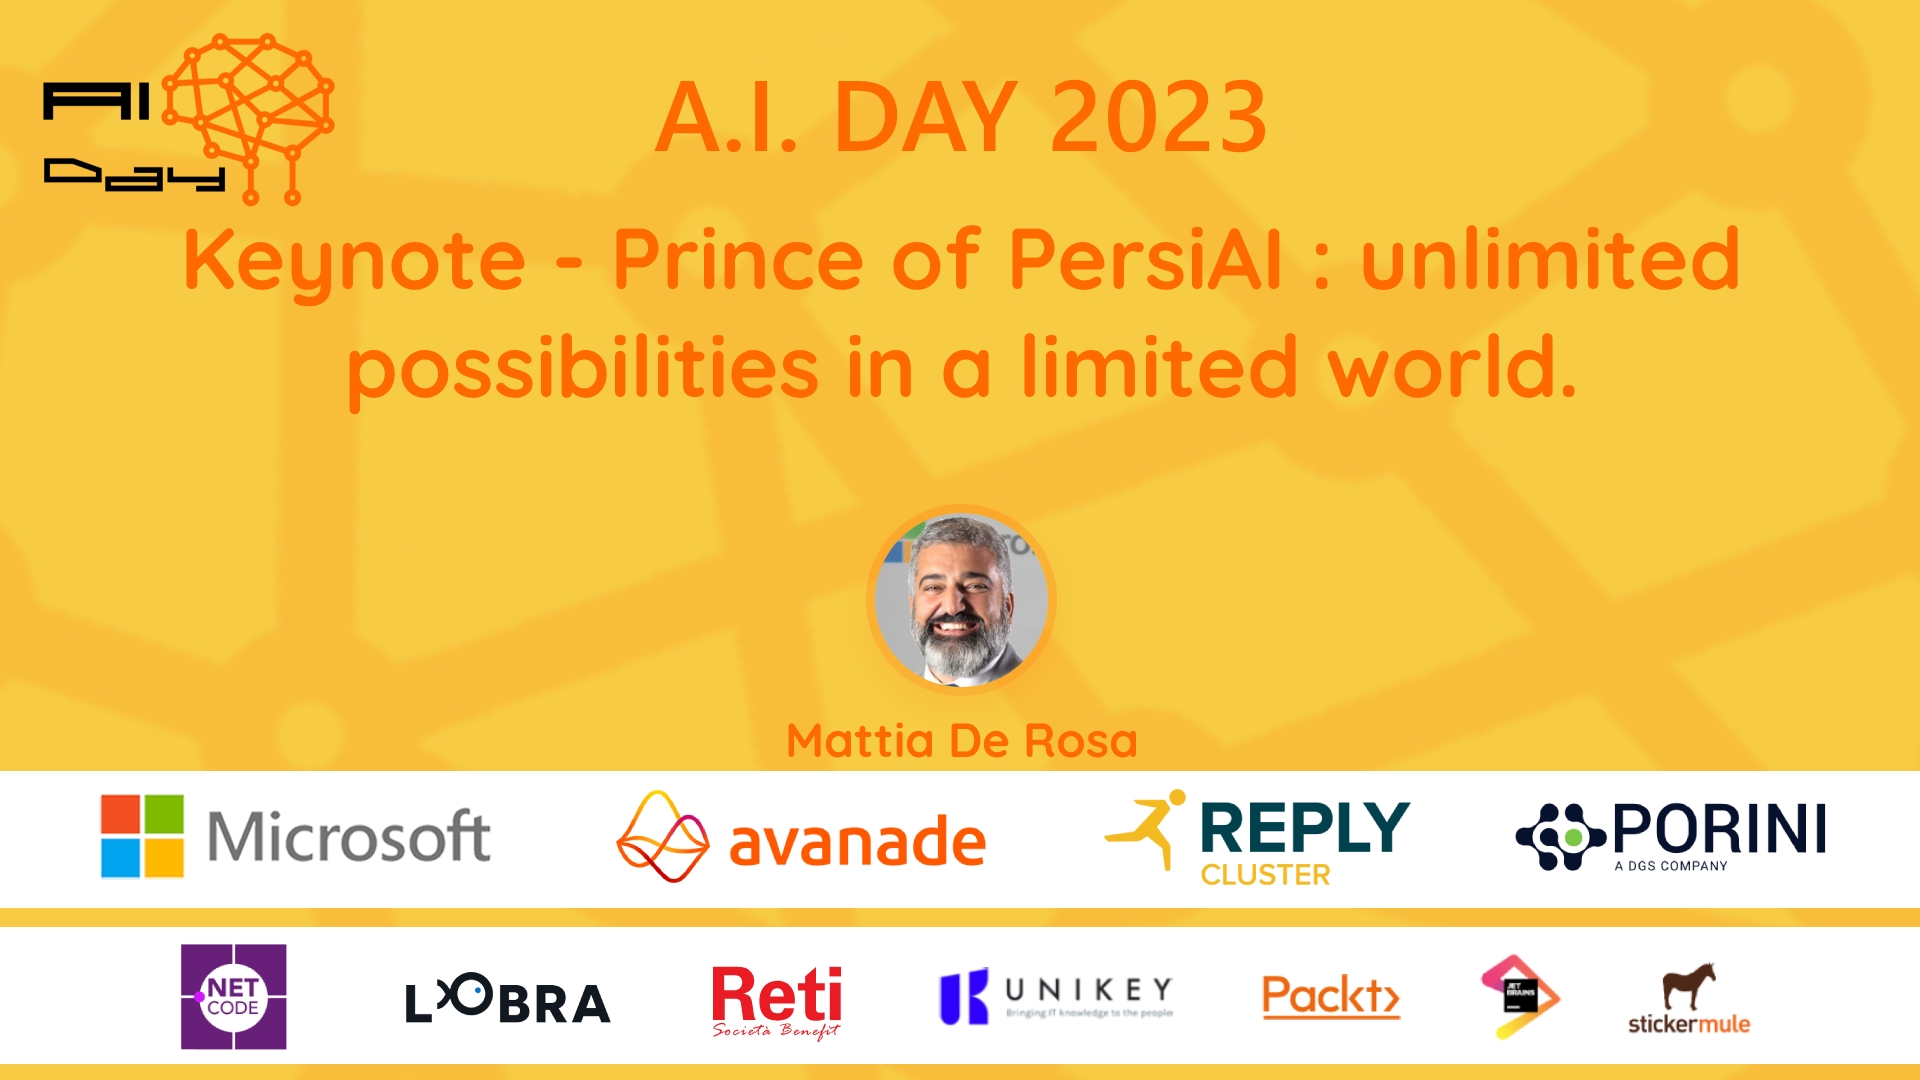 AI
Day
A.I. DAY 2023
Keynote - Prince of PersiAI : unlimited
possibilities in a limited world.
Mattia De Rosa
Microsoft
avanade
REPLY
CLUSTER
PORINI
A DGS COMPANY
NET
CODE
LOBRA
Reti
Società Benefit
UNIKEY
Bringing IT knowledge to the people
Packt>
JET
BRAINS
stickermule